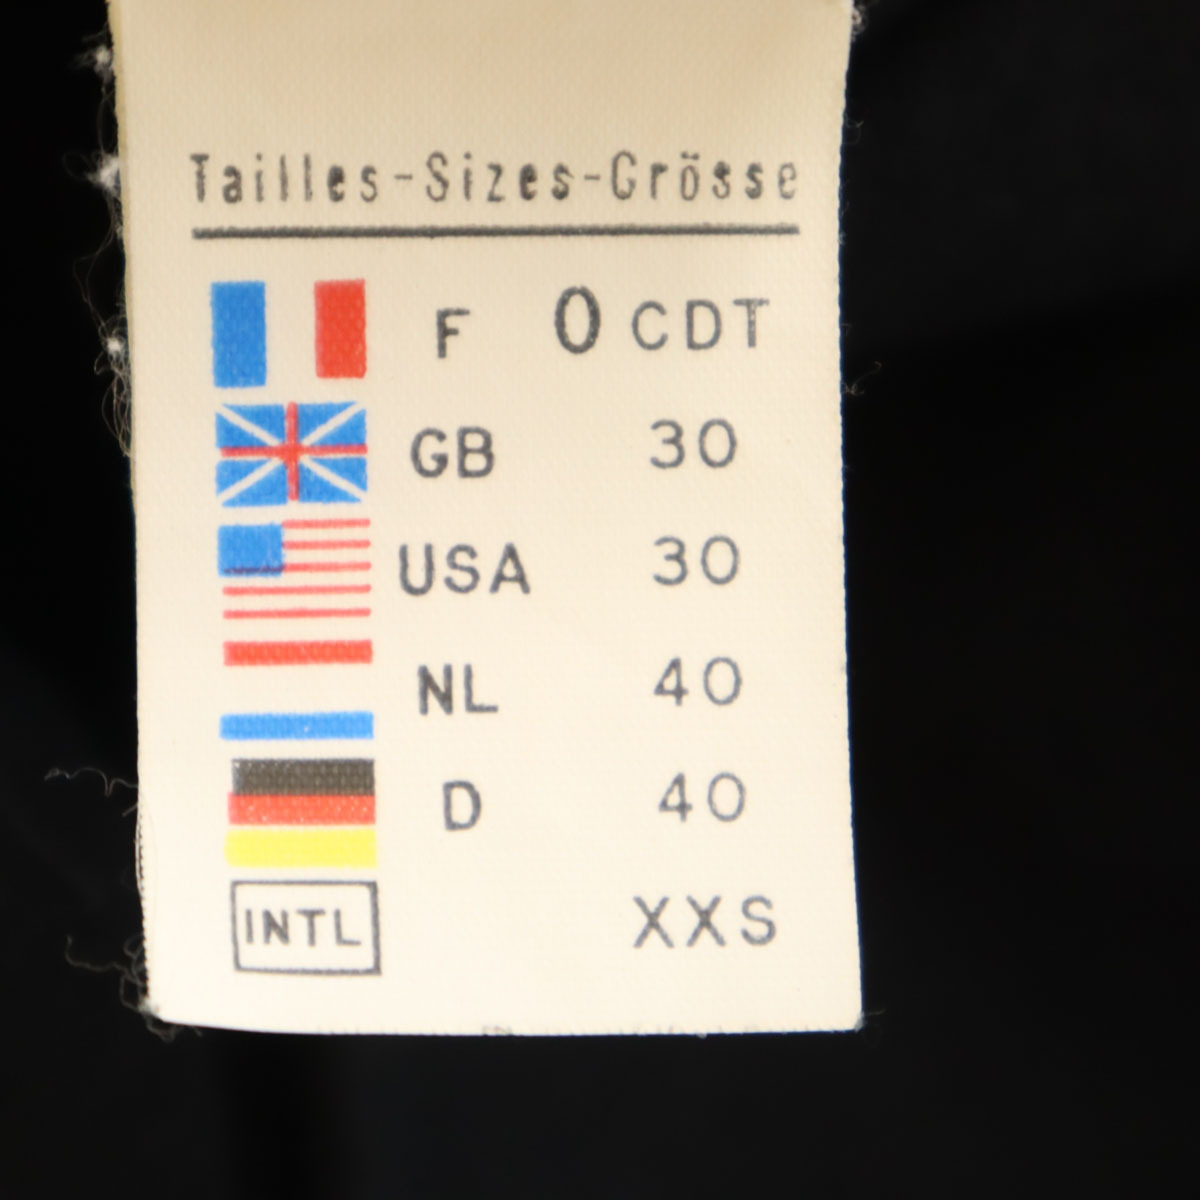 Tailles-Sizes-Grösse
F 0 CDT
GB 30
USA 30
NL 40
D 40
INTL XXS